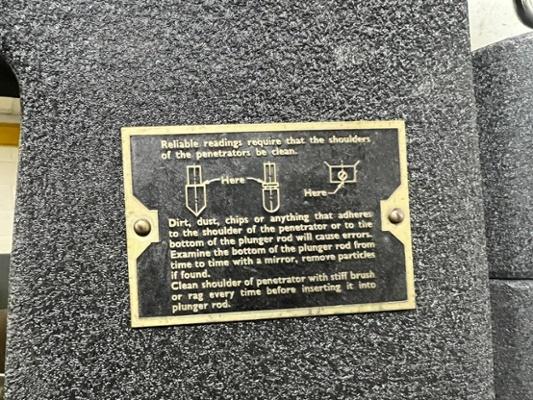 Reliable readings require that the shoulders
of the penetrators be clean.
Here
Here
Dirt, dust, chips or anything that adheres
to the shoulder of the penetrator or to the
bottom of the plunger rod will cause errors.
Examine the bottom of the plunger rod from
time to time with a mirror, remove particles
if found.
Clean shoulder of penetrator with stiff brush
or rag every time before inserting it into
plunger rod.